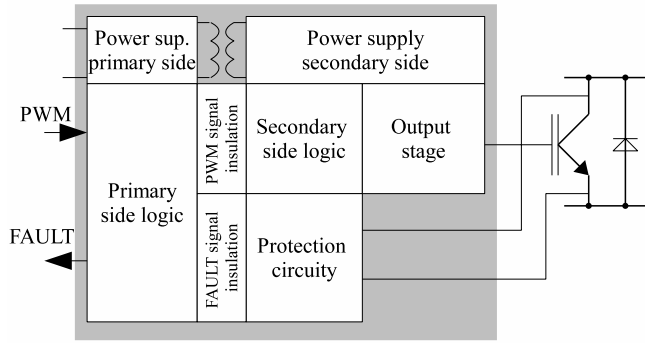 Power sup.
primary side
Power supply
secondary side
PWM
FAULT
Primary
side logic
PWM signal
insulation
FAULT signal
insulation
Secondary
side logic
Output
stage
Protection
circuity